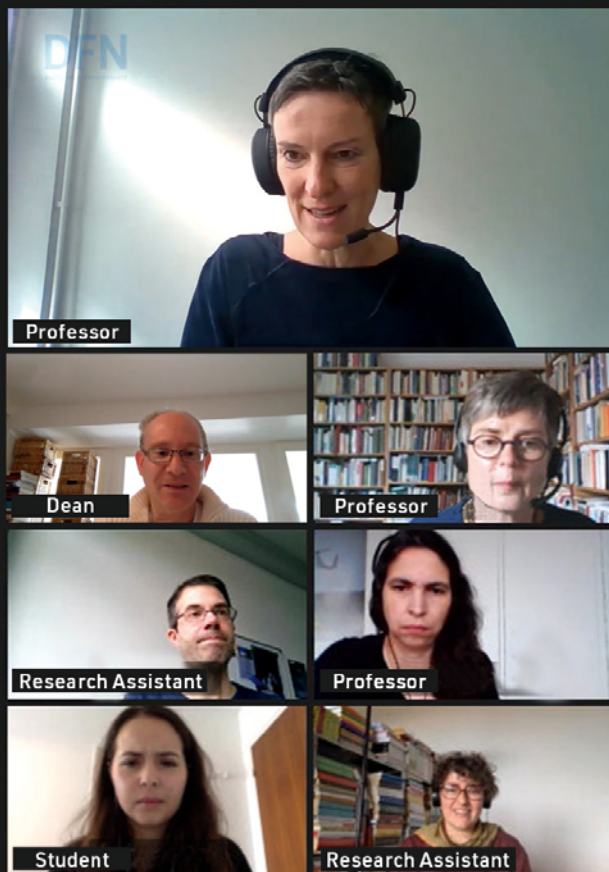 DFN
Professor
Dean
Professor
Research Assistant
Professor
Student
Research Assistant